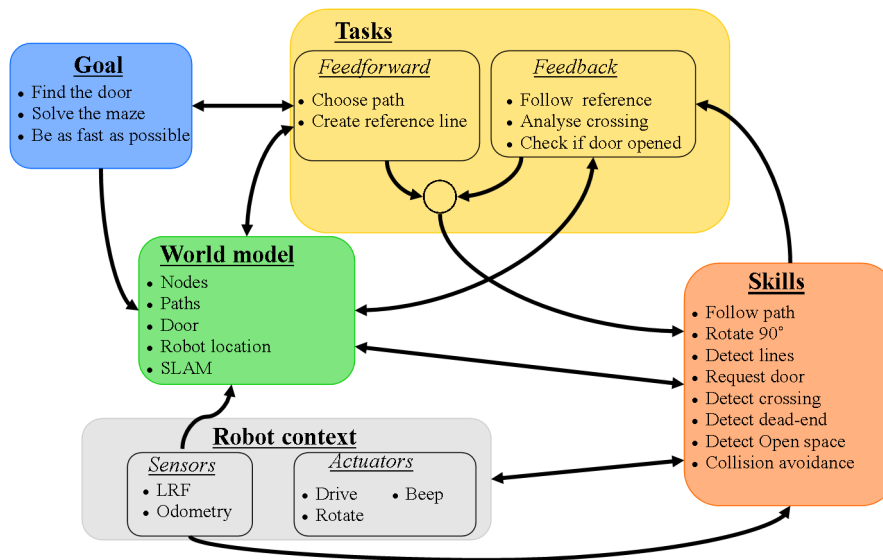 Tasks
Feedforward
• Choose path
• Create reference line
Feedback
• Follow reference
• Analyse crossing
• Check if door opened
Goal
• Find the door
• Solve the maze
• Be as fast as possible
World model
• Nodes
• Paths
• Door
• Robot location
• SLAM
Skills
• Follow path
• Rotate 90°
• Detect lines
• Request door
• Detect crossing
• Detect dead-end
• Detect Open space
• Collision avoidance
Robot context
Sensors
• LRF
• Odometry
Actuators
• Drive
• Beep
• Rotate